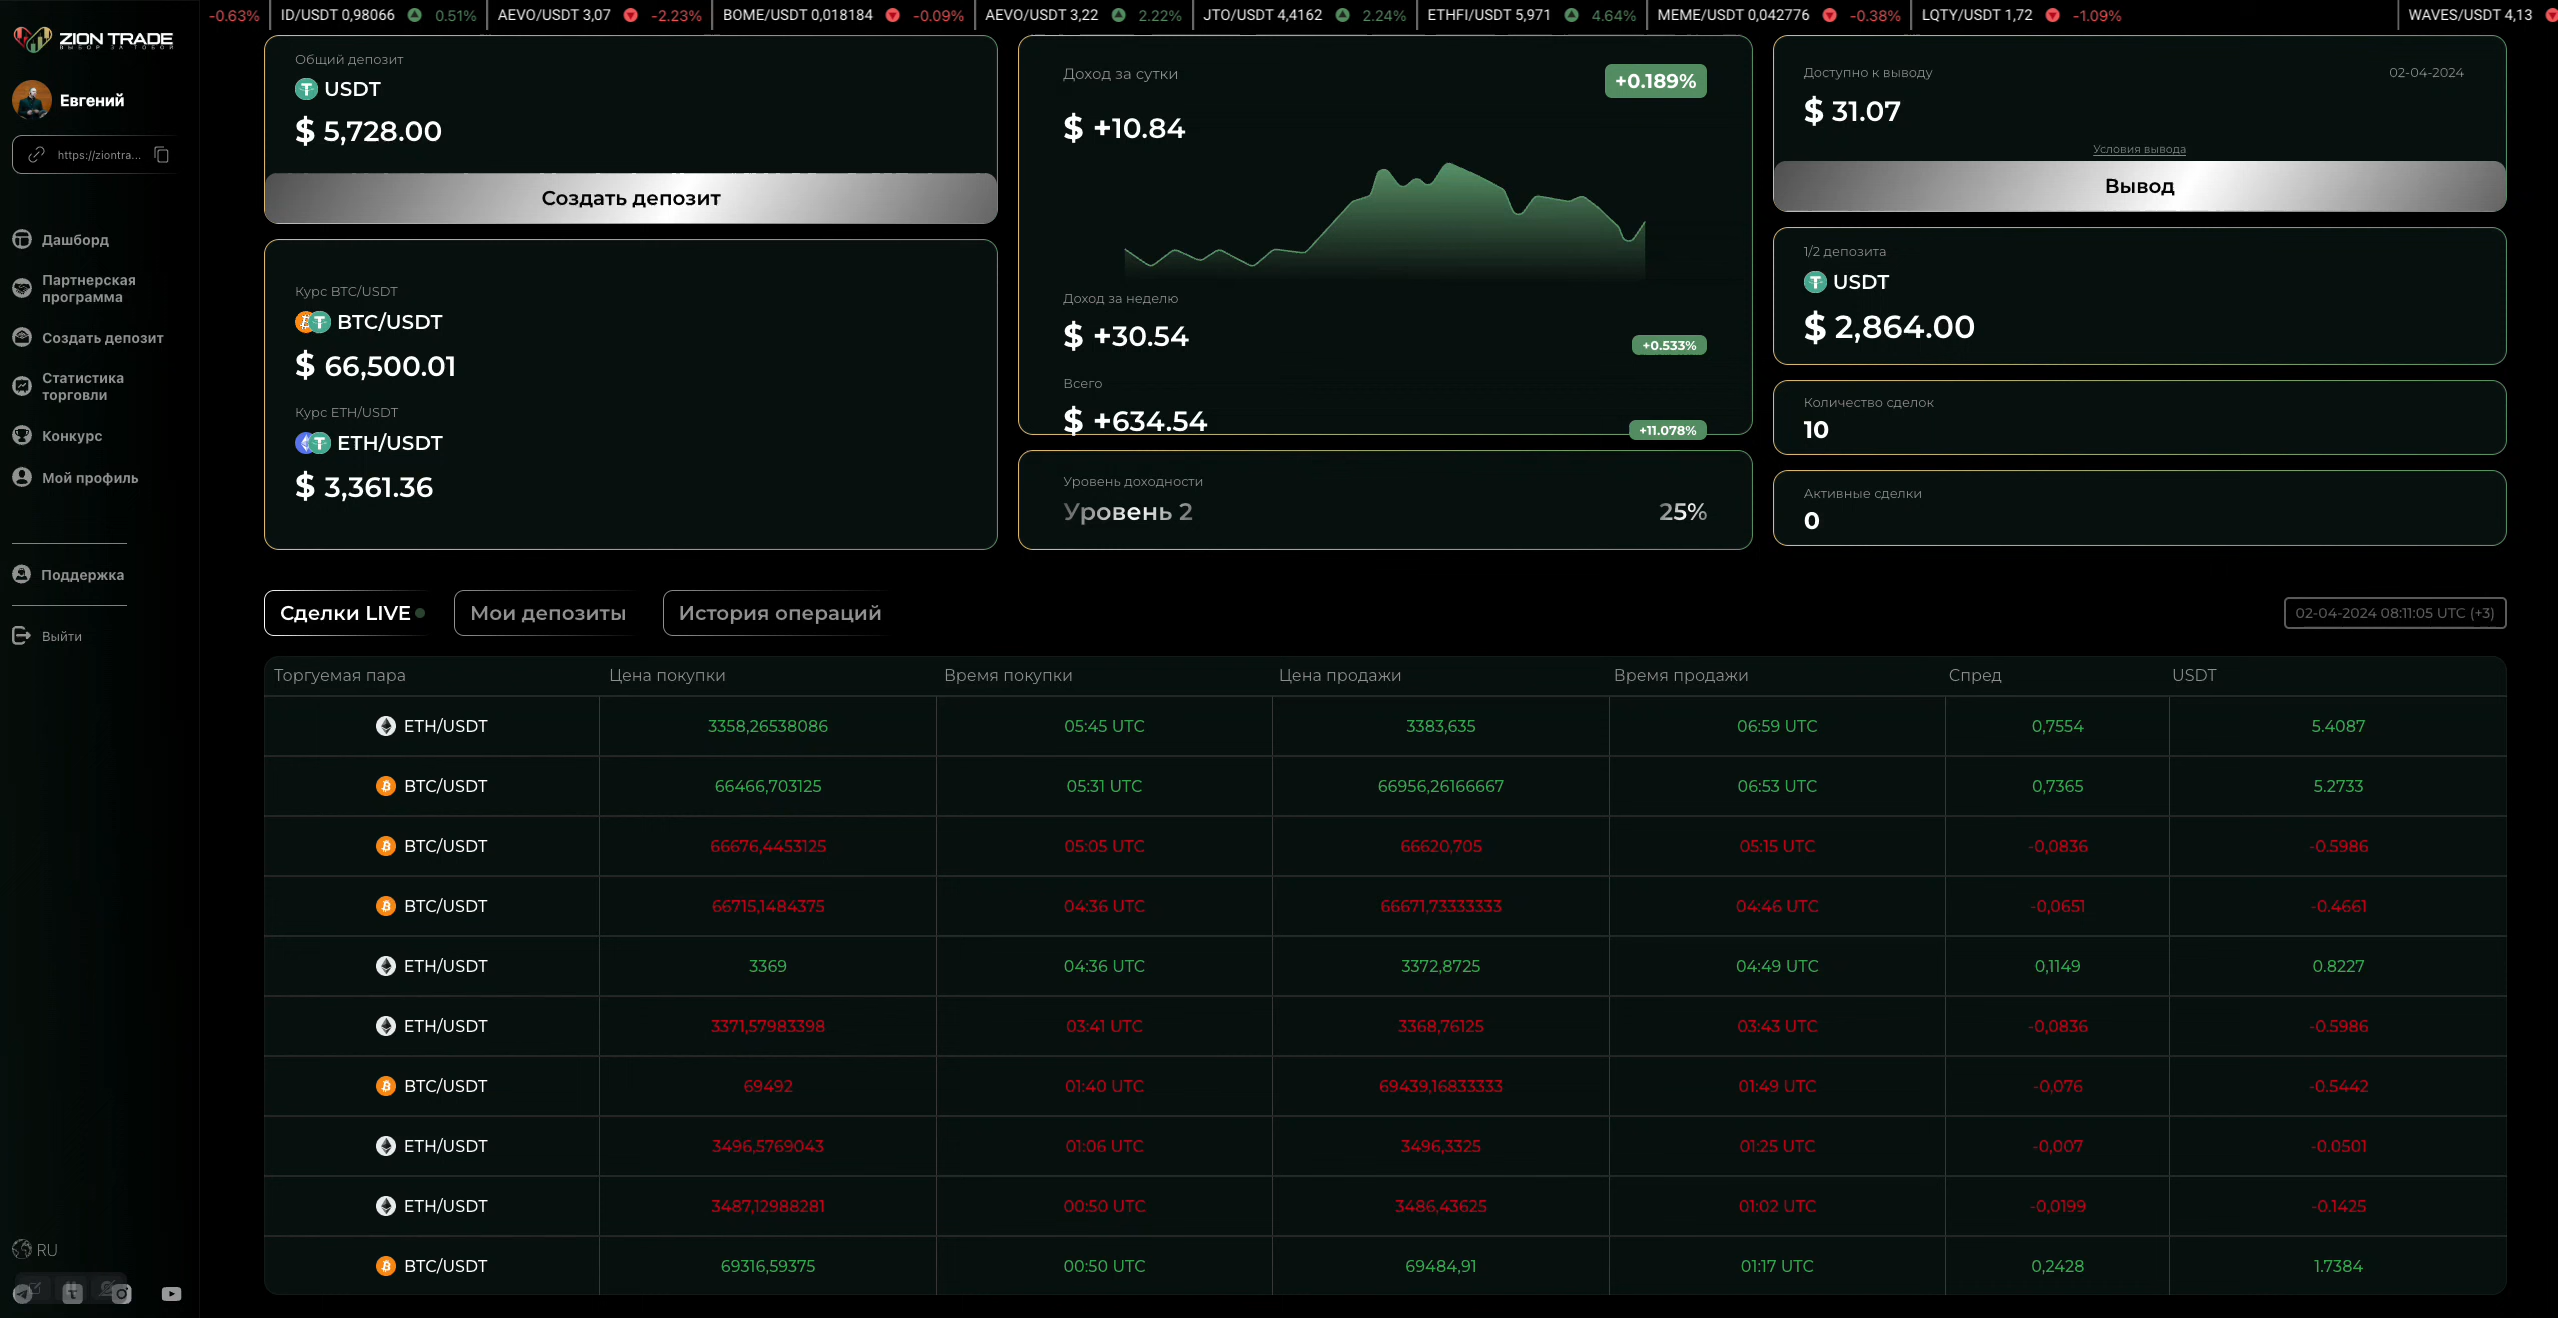 -0.63%
ID/USDT 0,98066 0.51%
AEVO/USDT 3,07 -2.23%
BOME/USDT 0,018184 -0.09%
AEVO/USDT 3,22 2.22%
JTO/USDT 4,4162 2.24%
ETHFI/USDT 5,971 4.64%
MEME/USDT 0,042776 -0.38%
LQTY/USDT 1,72 -1.09%
WAVES/USDT 4,13
ZION TRADE
ВЫБОР ЗА ТОБОЙ
Евгений
https://ziontra...
Дашборд
Партнерская
программа
Создать депозит
Статистика
торговли
Конкурс
Мой профиль
Поддержка
Выйти
RU
Общий депозит
USDT
$ 5,728.00
Создать депозит
Курс BTC/USDT
BTC/USDT
$ 66,500.01
Курс ETH/USDT
ETH/USDT
$ 3,361.36
Доход за сутки
+0.189%
$ +10.84
Доход за неделю
$ +30.54
+0.533%
Всего
$ +634.54
+11.078%
Уровень доходности
Уровень 2 25%
Доступно к выводу 02-04-2024
$ 31.07
Условия вывода
Вывод
1/2 депозита
USDT
$ 2,864.00
Количество сделок
10
Активные сделки
0
Сделки LIVE
Мои депозиты
История операций
02-04-2024 08:11:05 UTC (+3)
Торгуемая пара Цена покупки Время покупки Цена продажи Время продажи Спред USDT
ETH/USDT 3358,26538086 05:45 UTC 3383,635 06:59 UTC 0,7554 5.4087
BTC/USDT 66466,703125 05:31 UTC 66956,26166667 06:53 UTC 0,7365 5.2733
BTC/USDT 66676,4453125 05:05 UTC 66620,705 05:15 UTC -0,0836 -0.5986
BTC/USDT 66715,1484375 04:36 UTC 66671,73333333 04:46 UTC -0,0651 -0.4661
ETH/USDT 3369 04:36 UTC 3372,8725 04:49 UTC 0,1149 0.8227
ETH/USDT 3371,57983398 03:41 UTC 3368,76125 03:43 UTC -0,0836 -0.5986
BTC/USDT 69492 01:40 UTC 69439,16833333 01:49 UTC -0,076 -0.5442
ETH/USDT 3496,5769043 01:06 UTC 3496,3325 01:25 UTC -0,007 -0.0501
ETH/USDT 3487,12988281 00:50 UTC 3486,43625 01:02 UTC -0,0199 -0.1425
BTC/USDT 69316,59375 00:50 UTC 69484,91 01:17 UTC 0,2428 1.7384